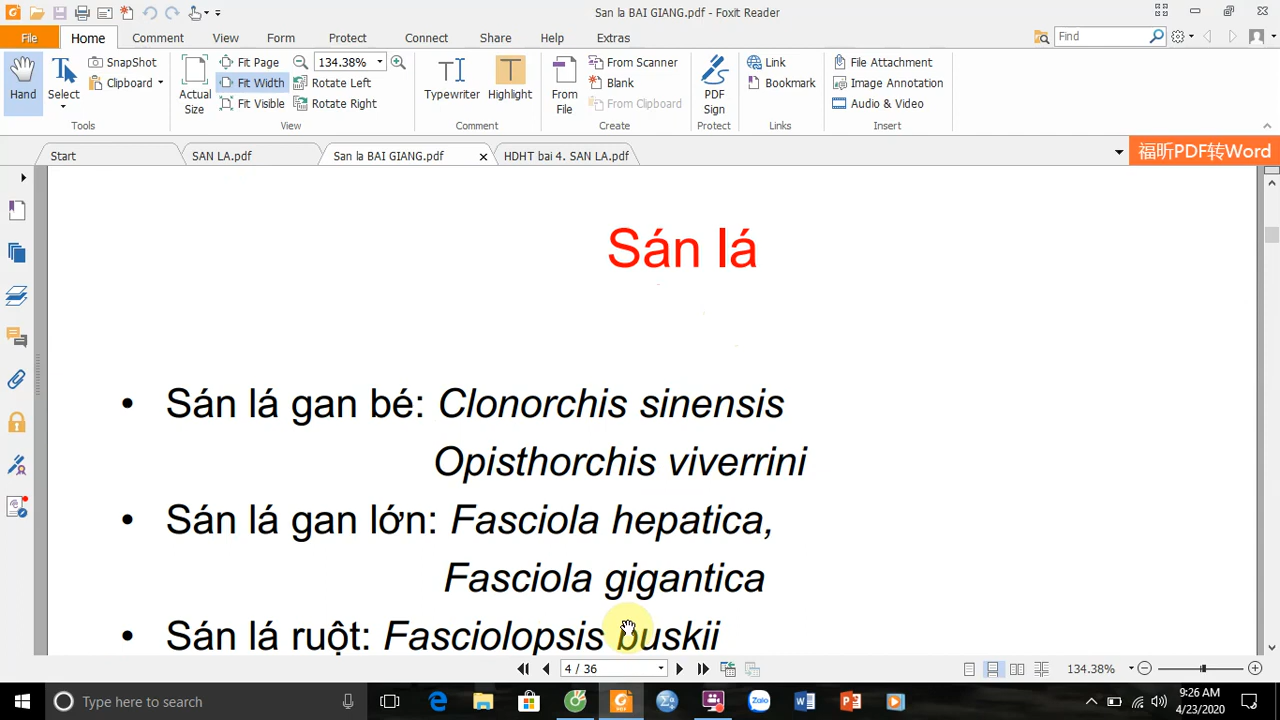 San la BAI GIANG.pdf - Foxit Reader
File Home Comment View Form Protect Connect Share Help Extras
Find
SnapShot Fit Page 134.38% From Scanner Link File Attachment
Clipboard Fit Width Rotate Left Blank Bookmark Image Annotation
Hand Select Actual Size Fit Visible Rotate Right Typewriter Highlight From File From Clipboard PDF Sign Audio & Video
Tools View Comment Create Protect Links Insert
Start SAN LA.pdf San la BAI GIANG.pdf HDHT bai 4. SAN LA.pdf 福昕PDF转Word
Sán lá
• Sán lá gan bé: Clonorchis sinensis
Opisthorchis viverrini
• Sán lá gan lớn: Fasciola hepatica,
Fasciola gigantica
• Sán lá ruột: Fasciolopsis buskii
4 / 36 134.38%
Type here to search
9:26 AM
4/23/2020